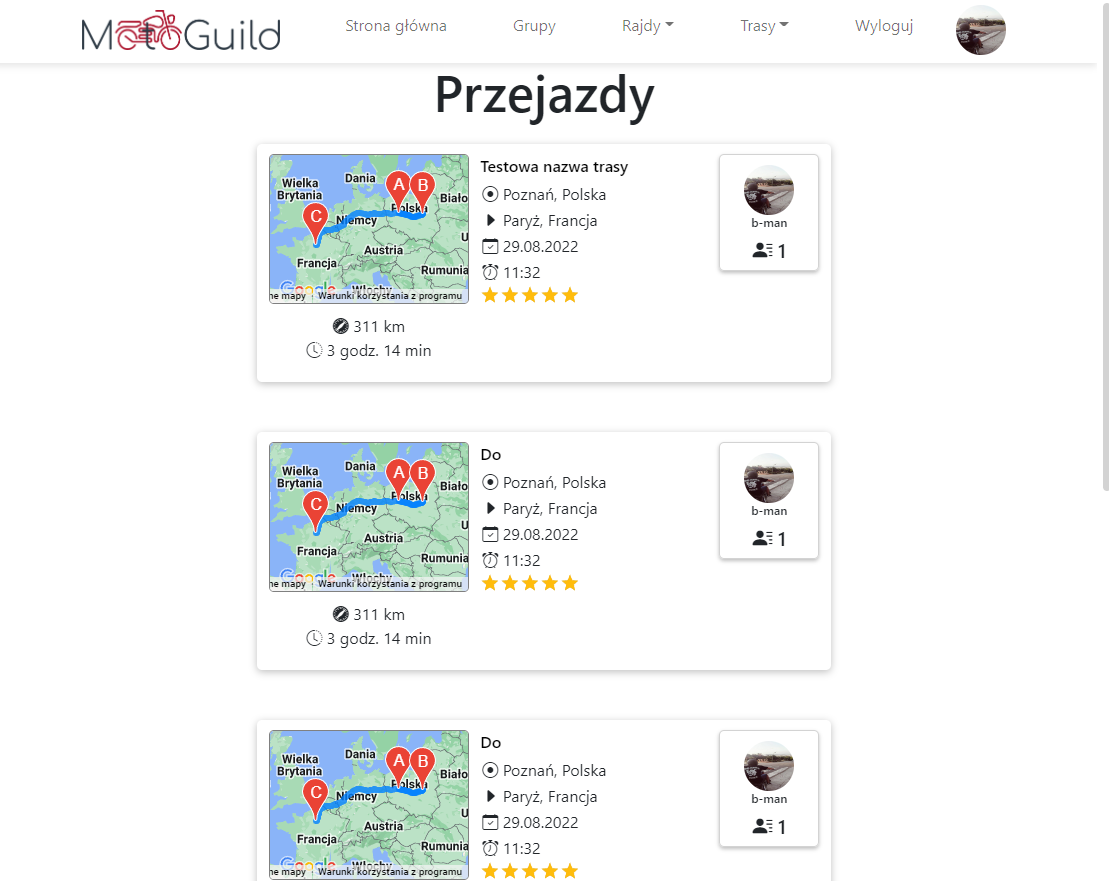 MotoGuild
Strona główna
Grupy
Rajdy
Trasy
Wyloguj
Przejazdy
Wielka
Brytania
Dania
A
B
Polska
Biało
C
Niemcy
Austria
U
Francja
Rumunia
Google
Włochy
ne mapy
Warunki korzystania z programu
311 km
3 godz. 14 min
Testowa nazwa trasy
Poznań, Polska
Paryż, Francja
29.08.2022
11:32
b-man
1
Wielka
Brytania
Dania
A
B
Polska
Biało
C
Niemcy
Austria
U
Francja
Rumunia
Google
Włochy
ne mapy
Warunki korzystania z programu
311 km
3 godz. 14 min
Do
Poznań, Polska
Paryż, Francja
29.08.2022
11:32
b-man
1
Wielka
Brytania
Dania
A
B
Polska
Biało
C
Niemcy
Austria
U
Francja
Rumunia
Google
Włochy
ne mapy
Warunki korzystania z programu
Do
Poznań, Polska
Paryż, Francja
29.08.2022
11:32
b-man
1